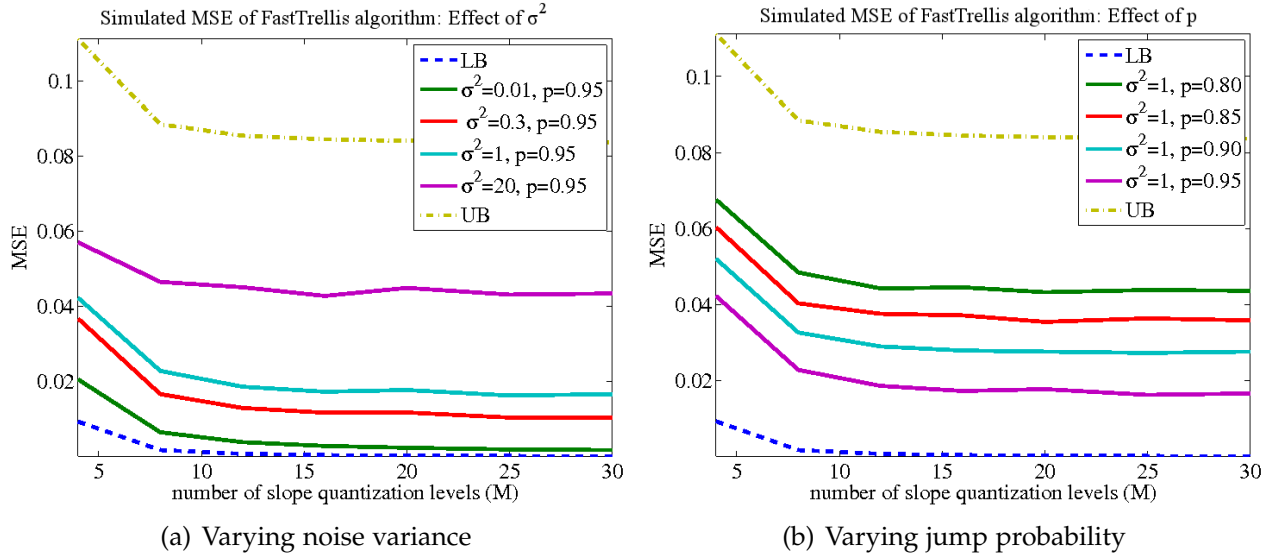 Simulated MSE of FastTrellis algorithm: Effect of σ²
MSE
0.1
0.08
0.06
0.04
0.02
5
10
15
20
25
30
number of slope quantization levels (M)
LB
σ²=0.01, p=0.95
σ²=0.3, p=0.95
σ²=1, p=0.95
σ²=20, p=0.95
UB
(a) Varying noise variance
Simulated MSE of FastTrellis algorithm: Effect of p
MSE
0.1
0.08
0.06
0.04
0.02
5
10
15
20
25
30
number of slope quantization levels (M)
LB
σ²=1, p=0.80
σ²=1, p=0.85
σ²=1, p=0.90
σ²=1, p=0.95
UB
(b) Varying jump probability